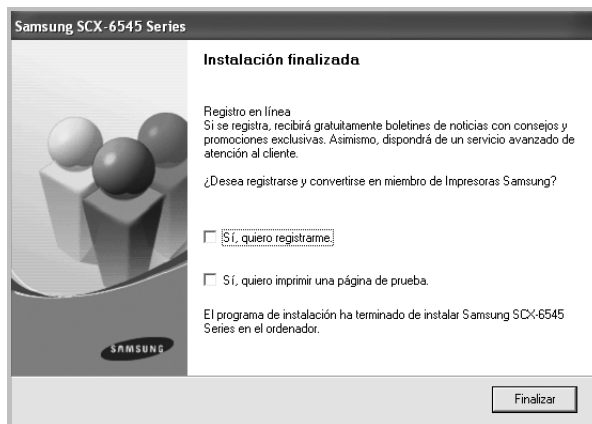 Samsung SCX-6545 Series
Instalación finalizada
Registro en línea
Si se registra, recibirá gratuitamente boletines de noticias con consejos y
promociones exclusivas. Asimismo, dispondrá de un servicio avanzado de
atención al cliente.
¿Desea registrarse y convertirse en miembro de Impresoras Samsung?
Sí, quiero registrarme.
Sí, quiero imprimir una página de prueba.
El programa de instalación ha terminado de instalar Samsung SCX-6545
Series en el ordenador.
SAMSUNG
Finalizar